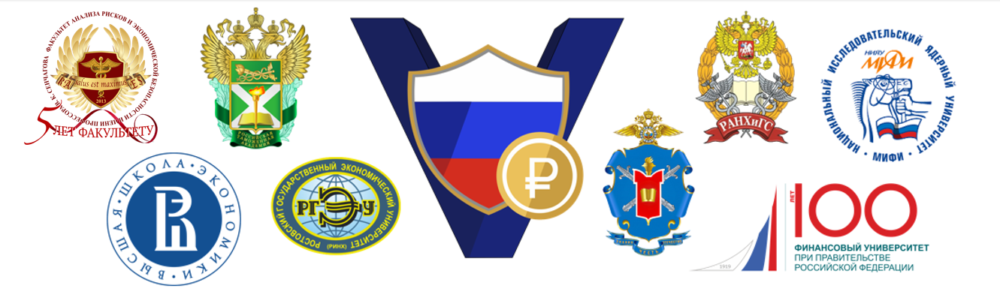 ФАКУЛЬТЕТ АНАЛИЗА РИСКОВ И ЭКОНОМИЧЕСКОЙ БЕЗОПАСНОСТИ ИМЕНИ ПРОФЕССОРА В. К. СЕНЧАГОВА
salus est maxime
2013
5 ЛЕТ ФАКУЛЬТЕТУ
РОССИЙСКАЯ
ТАМОЖЕННАЯ
АКАДЕМИЯ
V
₽
РАНХиГС
НАЦИОНАЛЬНЫЙ ИССЛЕДОВАТЕЛЬСКИЙ ЯДЕРНЫЙ УНИВЕРСИТЕТ
НИЯУ
МИФИ
• МИФИ •
ВЫСШАЯ • ШКОЛА • ЭКОНОМИКИ
РОСТОВСКИЙ ГОСУДАРСТВЕННЫЙ ЭКОНОМИЧЕСКИЙ УНИВЕРСИТЕТ
РГЭУ
(РИНХ)
ЧЕСТЬ
100
ЛЕТ
1919
ФИНАНСОВЫЙ УНИВЕРСИТЕТ
ПРИ ПРАВИТЕЛЬСТВЕ
РОССИЙСКОЙ ФЕДЕРАЦИИ